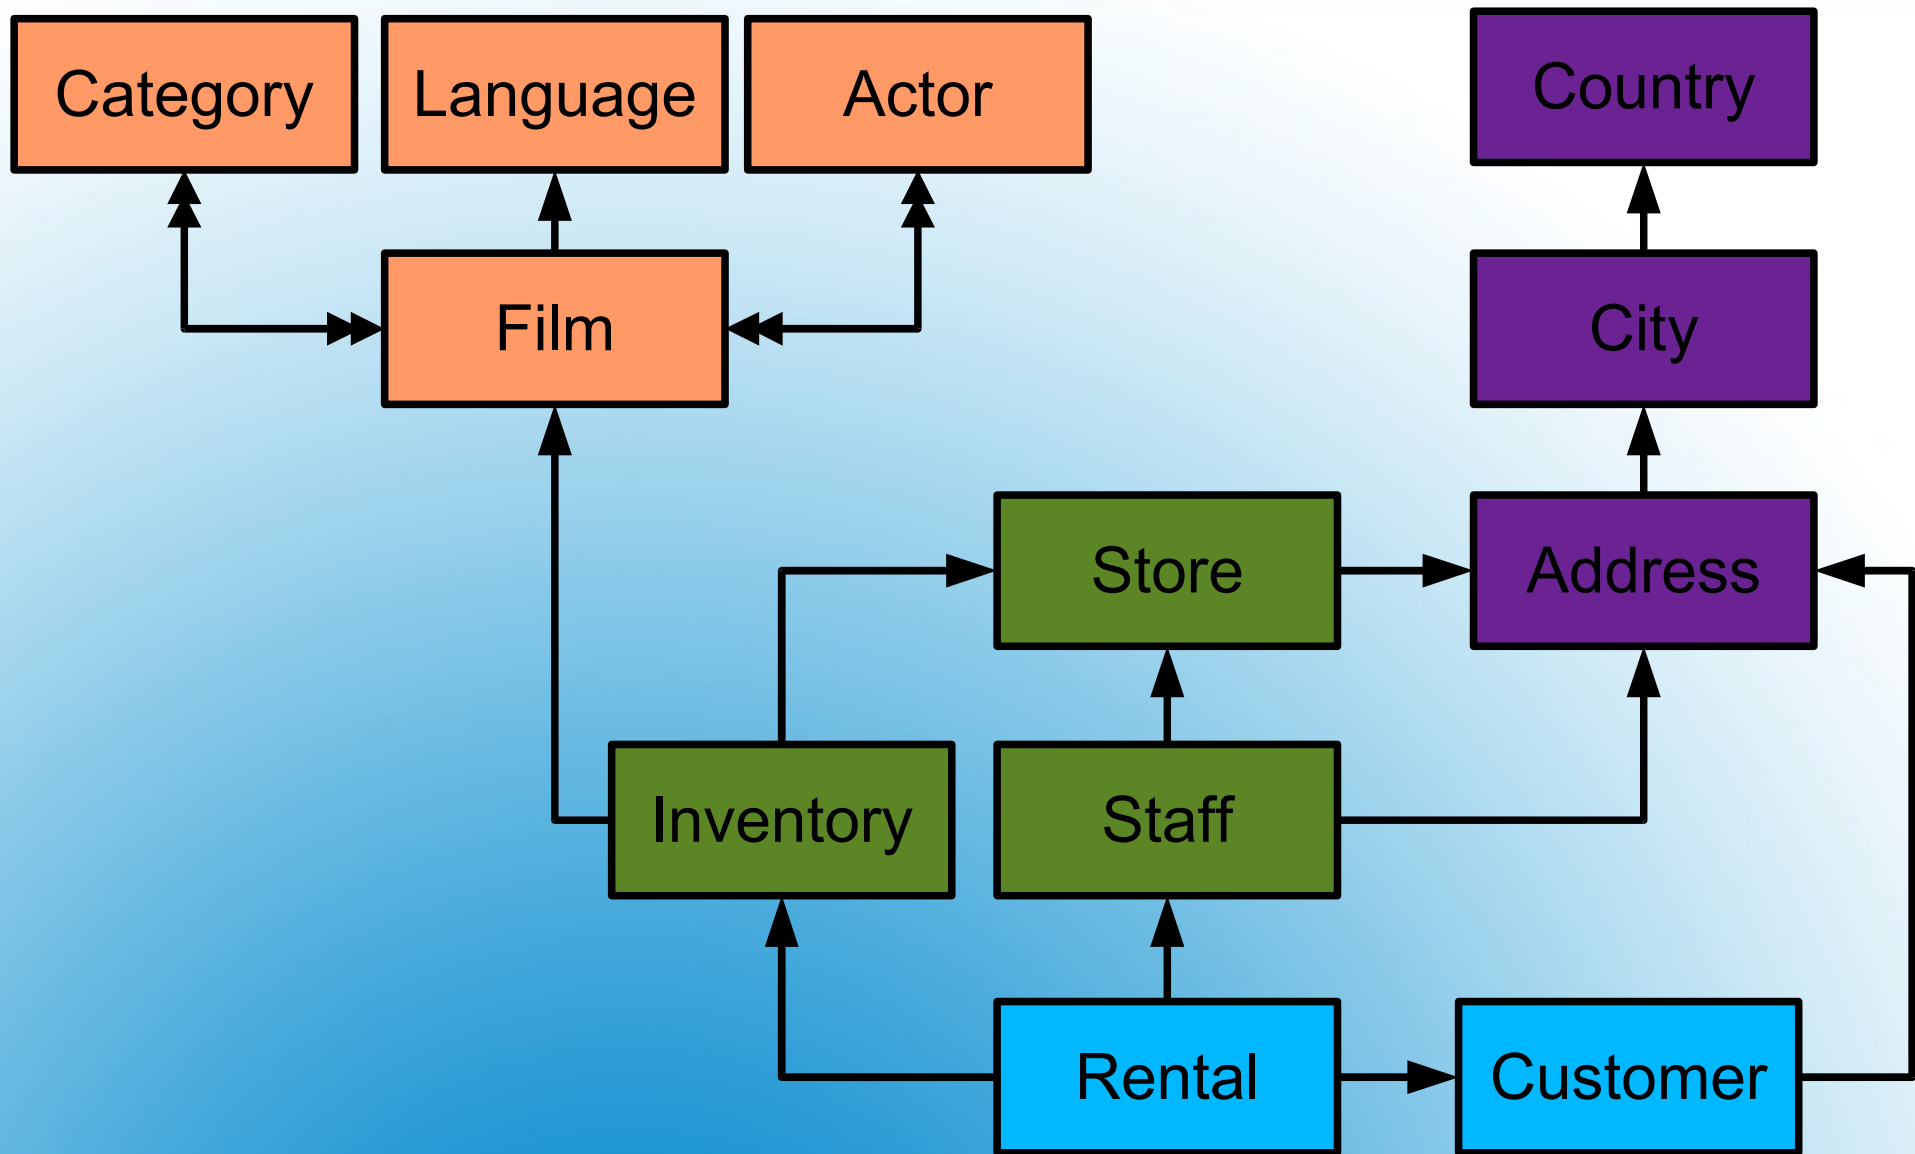 Category
Language
Actor
Country
Film
City
Store
Address
Inventory
Staff
Rental
Customer